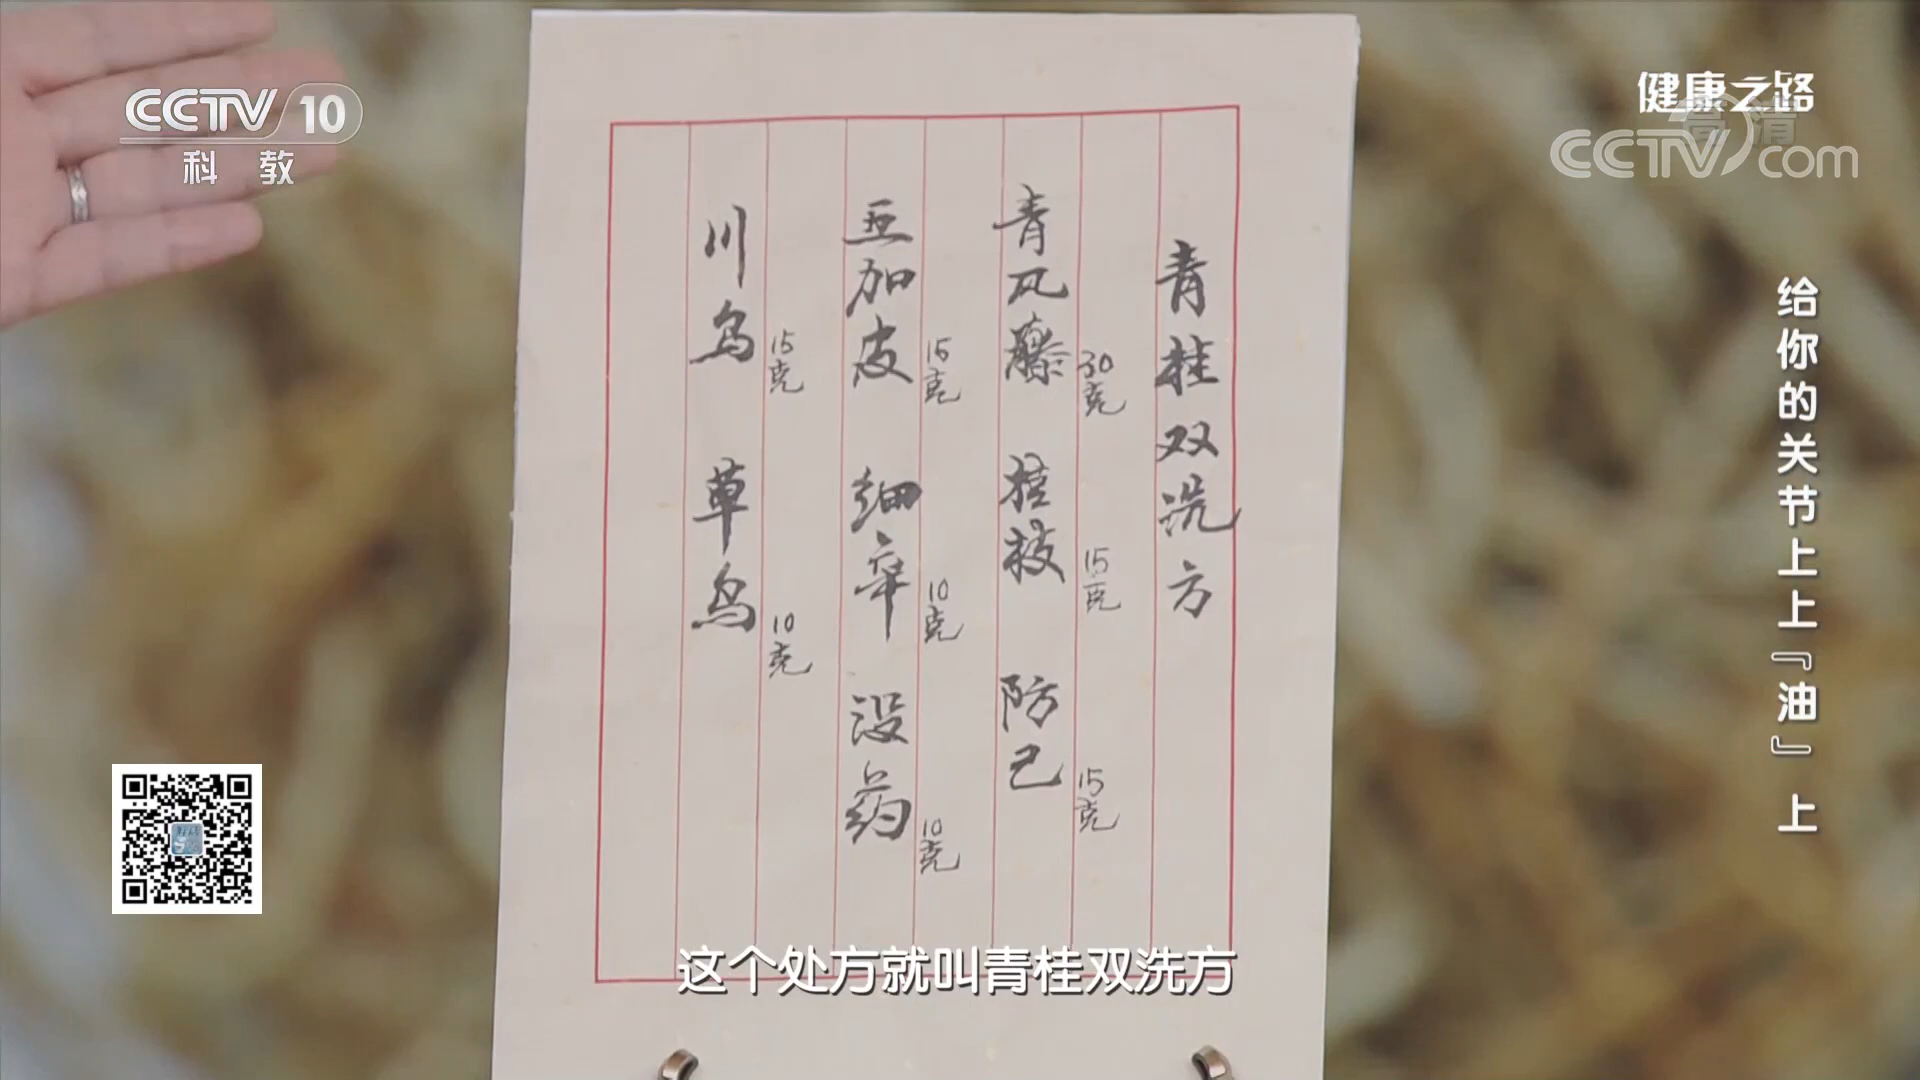 CCTV 10
科教
健康之路
高清
CCTV com
给你的关节上上『油』 上
青桂双洗方
青风藤 30克 桂枝 15克 防己 15克
五加皮 15克 细辛 10克 没药 10克
川乌 15克 草乌 10克
这个处方就叫青桂双洗方